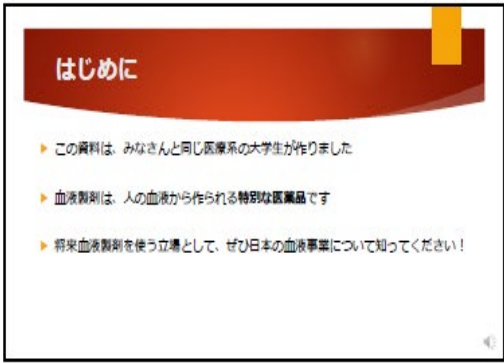 はじめに
この資料は、みなさんと同じ医療系の大学生が作りました
血液製剤は、人の血液から作られる特別な医薬品です
将来血液製剤を使う立場として、ぜひ日本の血液事業について知ってください！